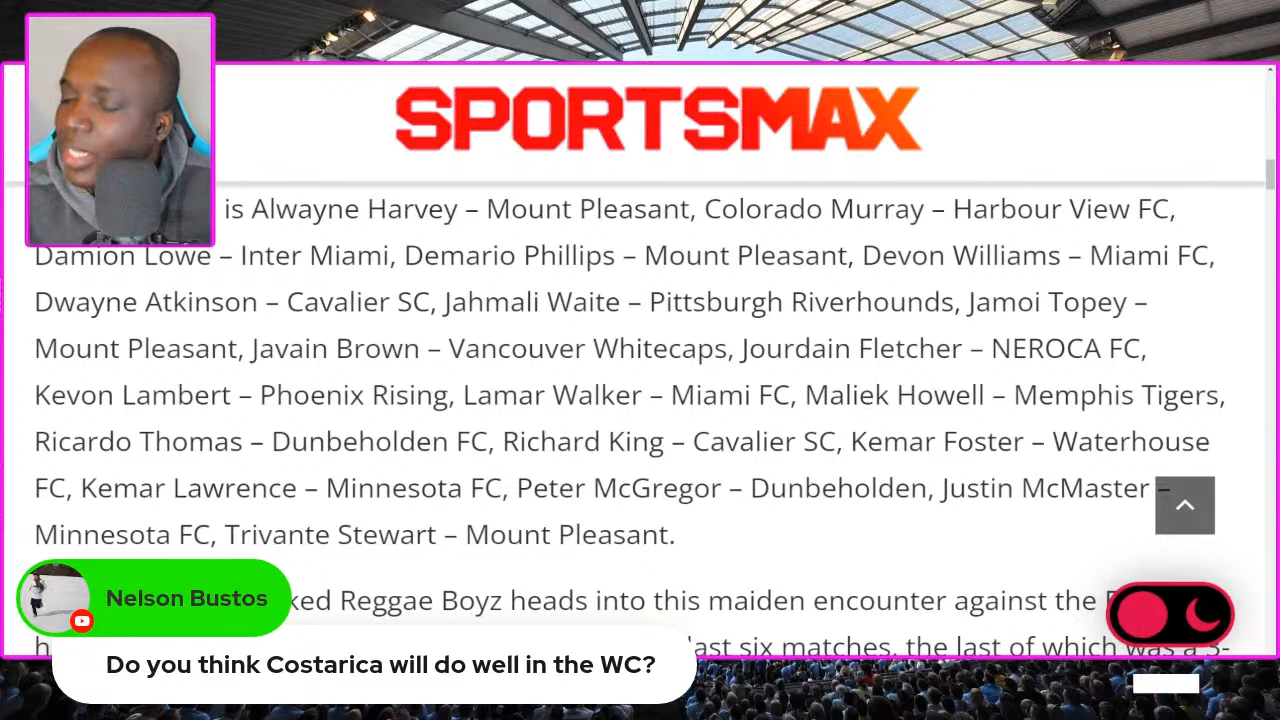 SPORTSMAX
is Alwayne Harvey – Mount Pleasant, Colorado Murray – Harbour View FC,
Damion Lowe – Inter Miami, Demario Phillips – Mount Pleasant, Devon Williams – Miami FC,
Dwayne Atkinson – Cavalier SC, Jahmali Waite – Pittsburgh Riverhounds, Jamoi Topey –
Mount Pleasant, Javain Brown – Vancouver Whitecaps, Jourdain Fletcher – NEROCA FC,
Kevon Lambert – Phoenix Rising, Lamar Walker – Miami FC, Maliek Howell – Memphis Tigers,
Ricardo Thomas – Dunbeholden FC, Richard King – Cavalier SC, Kemar Foster – Waterhouse
FC, Kemar Lawrence – Minnesota FC, Peter McGregor – Dunbeholden, Justin McMaster –
Minnesota FC, Trivante Stewart – Mount Pleasant.
Reggae Boyz heads into this maiden encounter against the
last six matches, the last of which was a 3-
Nelson Bustos
Do you think Costarica will do well in the WC?